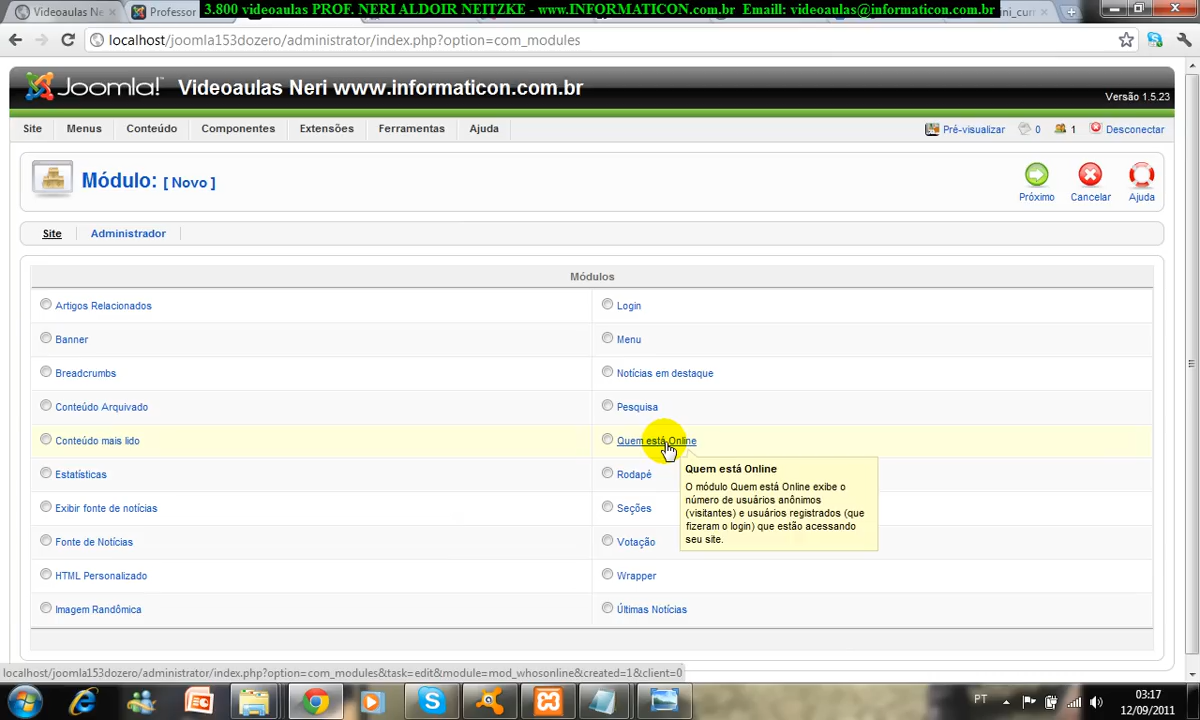 Videoaulas Ne
Professor
3.800 videoaulas PROF. NERI ALDOIR NEITZKE - www.INFORMATICON.com.br Emaill: videoaulas@informaticon.com.br
localhost/joomla153dozero/administrator/index.php?option=com_modules
Joomla! Videoaulas Neri www.informaticon.com.br
Versão 1.5.23
Site Menus Conteúdo Componentes Extensões Ferramentas Ajuda Pré-visualizar 0 1 Desconectar
Módulo: [ Novo ]
Próximo Cancelar Ajuda
Site Administrador
Módulos
Artigos Relacionados Login
Banner Menu
Breadcrumbs Notícias em destaque
Conteúdo Arquivado Pesquisa
Conteúdo mais lido Quem está Online
Estatísticas Rodapé
Exibir fonte de notícias Seções
Fonte de Notícias Votação
HTML Personalizado Wrapper
Imagem Randômica Últimas Notícias
Quem está Online
O módulo Quem está Online exibe o
número de usuários anônimos
(visitantes) e usuários registrados (que
fizeram o login) que estão acessando
seu site.
localhost/joomla153dozero/administrator/index.php?option=com_modules&task=edit&module=mod_whosonline&created=1&client=0
PT
03:17
12/09/2011